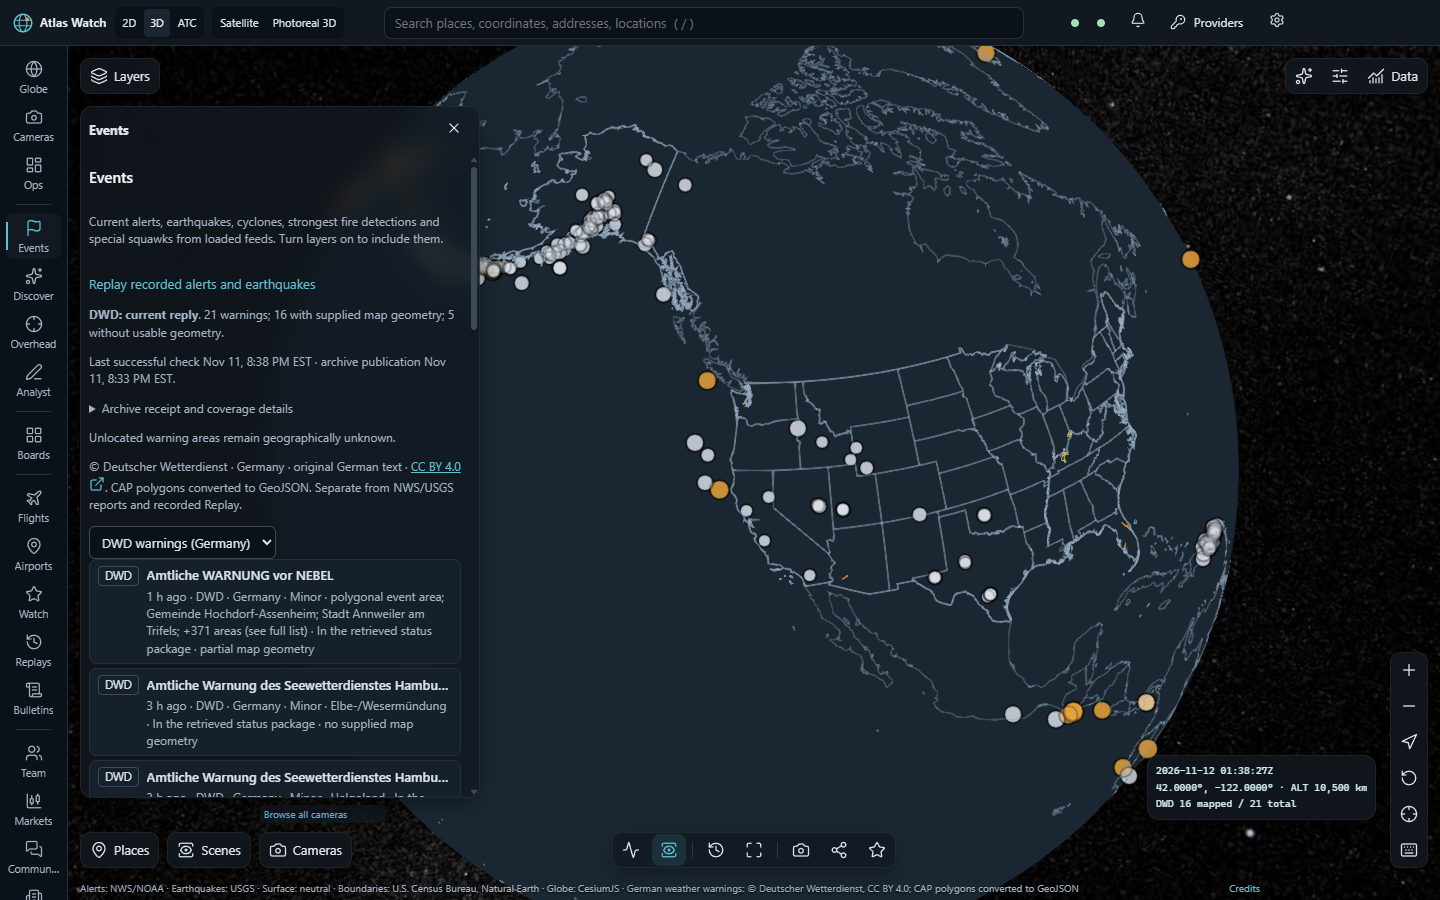 Atlas Watch
2D
3D
ATC
Satellite
Photoreal 3D
Search places, coordinates, addresses, locations ( / )
Providers
Globe
Cameras
Ops
Events
Discover
Overhead
Analyst
Boards
Flights
Airports
Watch
Replays
Bulletins
Team
Markets
Commun...
Layers
Data
Events
Events
Current alerts, earthquakes, cyclones, strongest fire detections and
special squawks from loaded feeds. Turn layers on to include them.
Replay recorded alerts and earthquakes
DWD: current reply. 21 warnings; 16 with supplied map geometry; 5
without usable geometry.
Last successful check Nov 11, 8:38 PM EST · archive publication Nov
11, 8:33 PM EST.
Archive receipt and coverage details
Unlocated warning areas remain geographically unknown.
© Deutscher Wetterdienst · Germany · original German text · CC BY 4.0
. CAP polygons converted to GeoJSON. Separate from NWS/USGS
reports and recorded Replay.
DWD warnings (Germany)
DWD
Amtliche WARNUNG vor NEBEL
1 h ago · DWD · Germany · Minor · polygonal event area;
Gemeinde Hochdorf-Assenheim; Stadt Annweiler am
Trifels; +371 areas (see full list) · In the retrieved status
package · partial map geometry
DWD
Amtliche Warnung des Seewetterdienstes Hambu...
3 h ago · DWD · Germany · Minor · Elbe-/Wesermündung
· In the retrieved status package · no supplied map
geometry
DWD
Amtliche Warnung des Seewetterdienstes Hambu...
3 h ago · DWD · Germany · Minor · Helgoland · In the
Browse all cameras
Places
Scenes
Cameras
2026-11-12 01:38:27Z
42.0000°, -122.0000° · ALT 10,500 km
DWD 16 mapped / 21 total
Alerts: NWS/NOAA · Earthquakes: USGS · Surface: neutral · Boundaries: U.S. Census Bureau, Natural Earth · Globe: CesiumJS · German weather warnings: © Deutscher Wetterdienst, CC BY 4.0; CAP polygons converted to GeoJSON
Credits